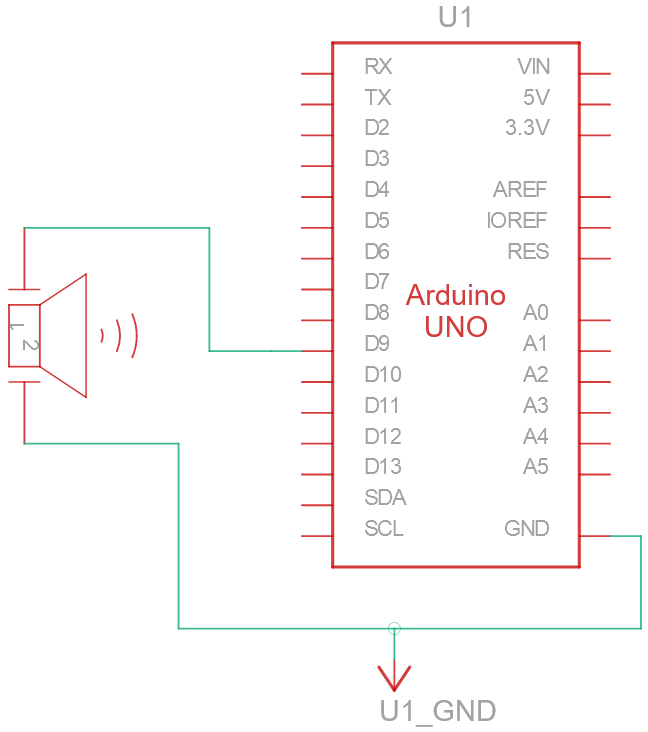 U1
RX
VIN
TX
5V
D2
3.3V
D3
D4
AREF
D5
IOREF
D6
RES
D7
Arduino
UNO
D8
A0
D9
A1
D10
A2
D11
A3
D12
A4
D13
A5
SDA
SCL
GND
1
2
U1_GND